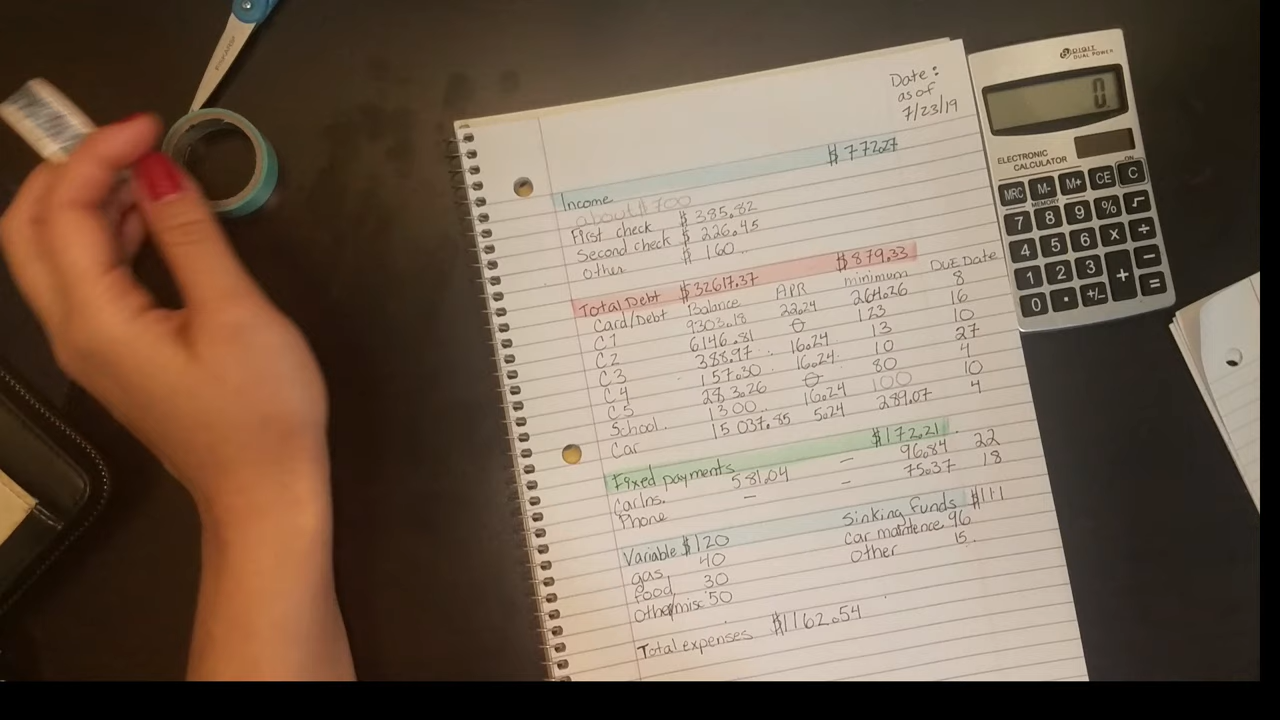 Date:
as of
7/23/19
Income $772.27
about $700
First check $385.82
Second check $226.45
Other $160
Total Debt $32617.37 $879.33
Card/Debt Balance APR minimum DUE Date
C1 9303.18 22.24 264.26 8
C2 6146.81 0 123 16
C3 388.97 16.24 13 10
C4 157.30 16.24 10 27
C5 283.26 0 80 4
School 1300 16.24 100 10
Car 15037.85 5.24 289.07 4
Fixed payments $172.21
Car Ins. 581.04 — 96.84 22
Phone — — 75.37 18
Variable $120
gas 40
food 30
Other/misc 50
Sinking Funds $111
car maintence 96
Other 15
Total expenses $1162.54
DIGIT
DUAL POWER
0.
ELECTRONIC
CALCULATOR
ON
MRC M- M+ CE C
MEMORY
7 8 9 % √
4 5 6 × ÷
1 2 3 + −
0 . +/- =